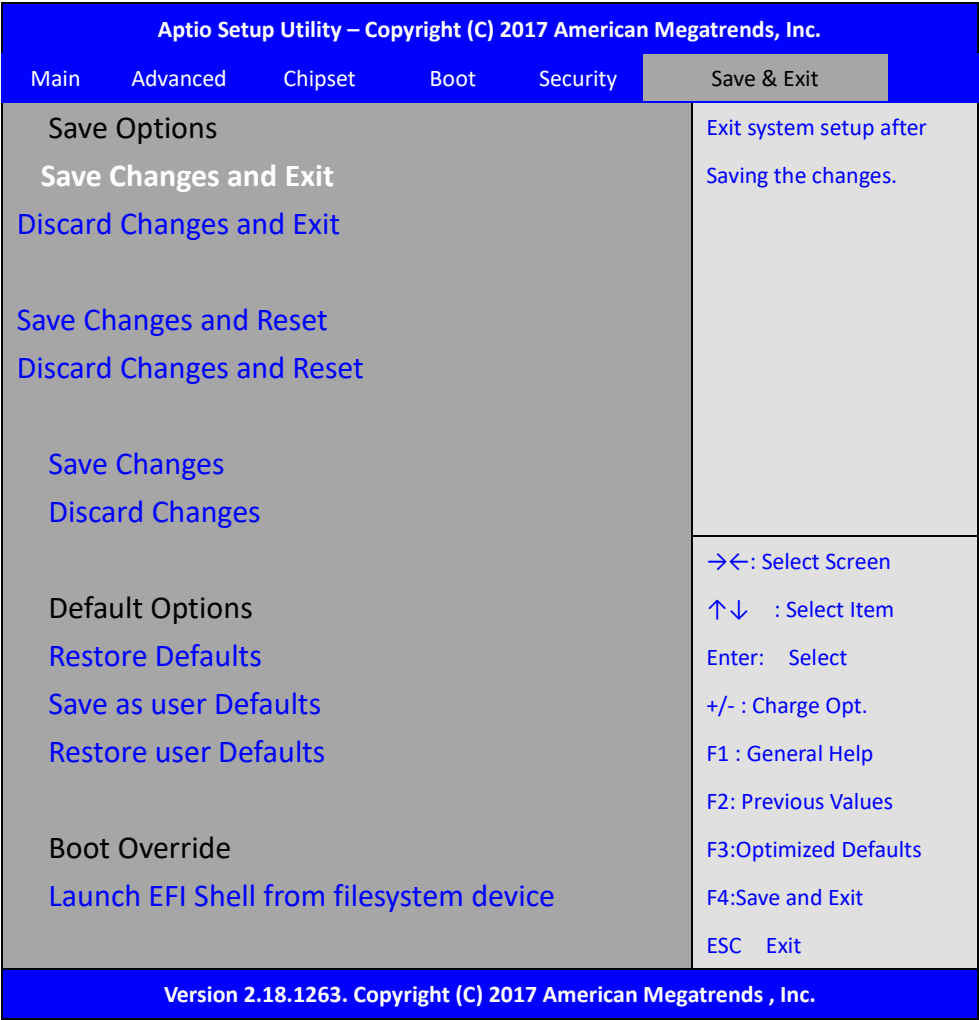 Aptio Setup Utility – Copyright (C) 2017 American Megatrends, Inc.
Main Advanced Chipset Boot Security Save & Exit
Save Options
Save Changes and Exit
Discard Changes and Exit
Save Changes and Reset
Discard Changes and Reset
Save Changes
Discard Changes
Default Options
Restore Defaults
Save as user Defaults
Restore user Defaults
Boot Override
Launch EFI Shell from filesystem device
Exit system setup after
Saving the changes.
→←: Select Screen
↑↓ : Select Item
Enter: Select
+/- : Charge Opt.
F1 : General Help
F2: Previous Values
F3:Optimized Defaults
F4:Save and Exit
ESC Exit
Version 2.18.1263. Copyright (C) 2017 American Megatrends , Inc.